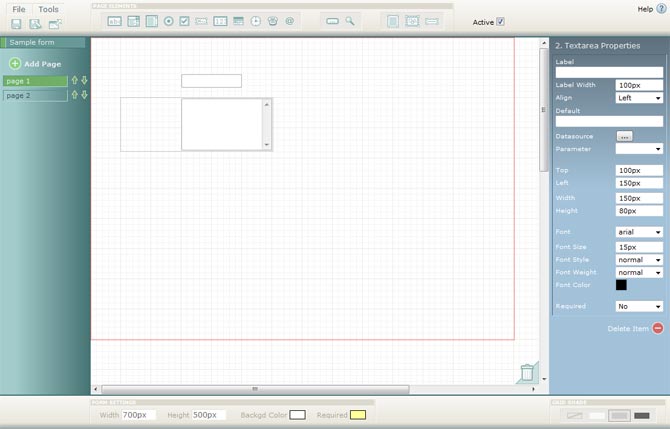 File Tools
PAGE ELEMENTS
Active
Help ?
Sample form
Add Page
page 1
page 2
2. Textarea Properties
Label
Label Width 100px
Align Left
Default
Datasource ...
Parameter
Top 100px
Left 150px
Width 150px
Height 80px
Font arial
Font Size 15px
Font Style normal
Font Weight normal
Font Color
Required No
Delete Item
FORM SETTINGS
Width 700px Height 500px Backgd Color Required
GRID SHADE